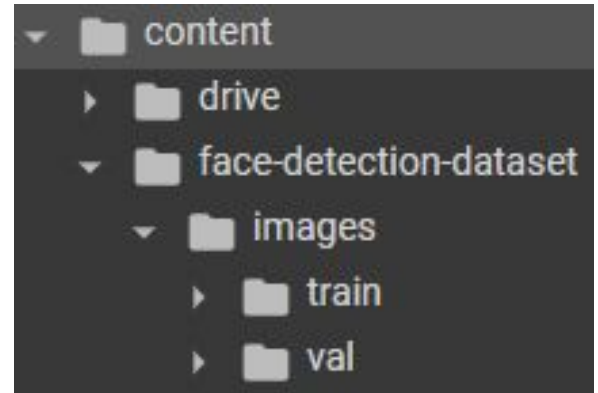 content
drive
face-detection-dataset
images
train
val